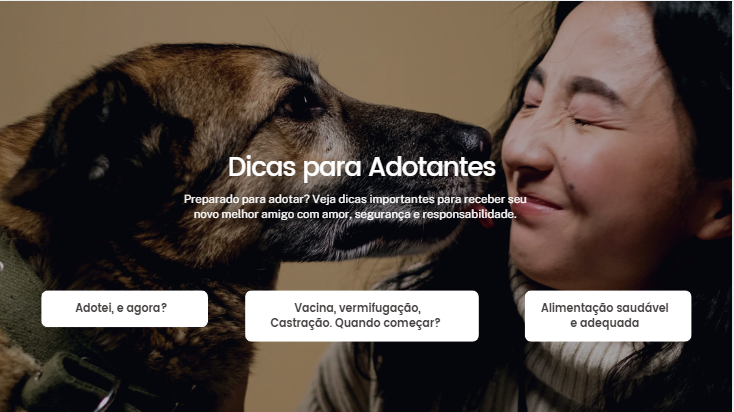 Dicas para Adotantes
Preparado para adotar? Veja dicas importantes para receber seu
novo melhor amigo com amor, segurança e responsabilidade.
Adotei, e agora?
Vacina, vermifugação,
Castração. Quando começar?
Alimentação saudável
e adequada